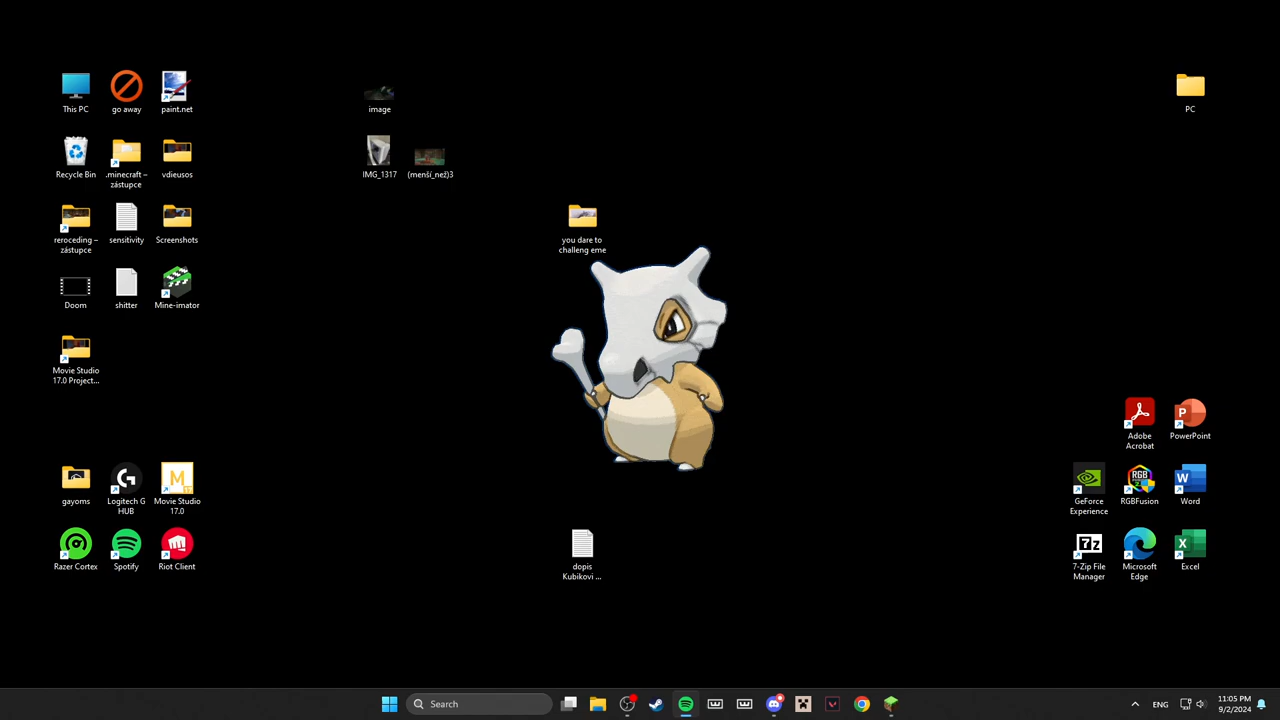 This PC
go away
paint.net
image
PC
Recycle Bin
.minecraft –
zástupce
vdieusos
IMG_1317
(menší_než)3
reroceding –
zástupce
sensitivity
Screenshots
you dare to
challeng eme
Doom
shitter
Mine-imator
Movie Studio
17.0 Project...
Adobe
Acrobat
PowerPoint
gayoms
Logitech G
HUB
Movie Studio
17.0
GeForce
Experience
RGBFusion
Word
Razer Cortex
Spotify
Riot Client
dopis
Kubikovi ...
7-Zip File
Manager
Microsoft
Edge
Excel
Search
ENG
11:05 PM
9/2/2024